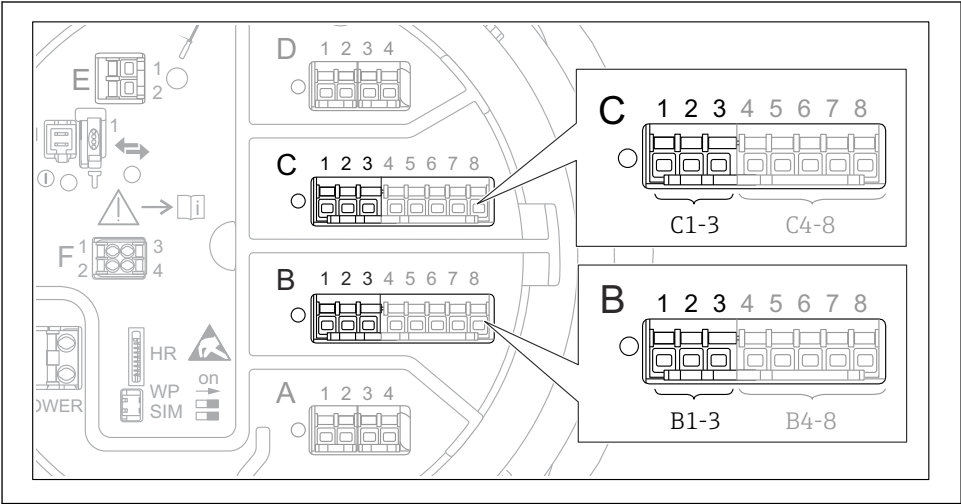 D 1 2 3 4
E 1
2
1
C 1 2 3 4 5 6 7 8
i
F 1 3
2 4
B 1 2 3 4 5 6 7 8
HR
WP on
SIM
OWER
A 1 2 3 4
C 1 2 3 4 5 6 7 8
C1-3 C4-8
B 1 2 3 4 5 6 7 8
B1-3 B4-8